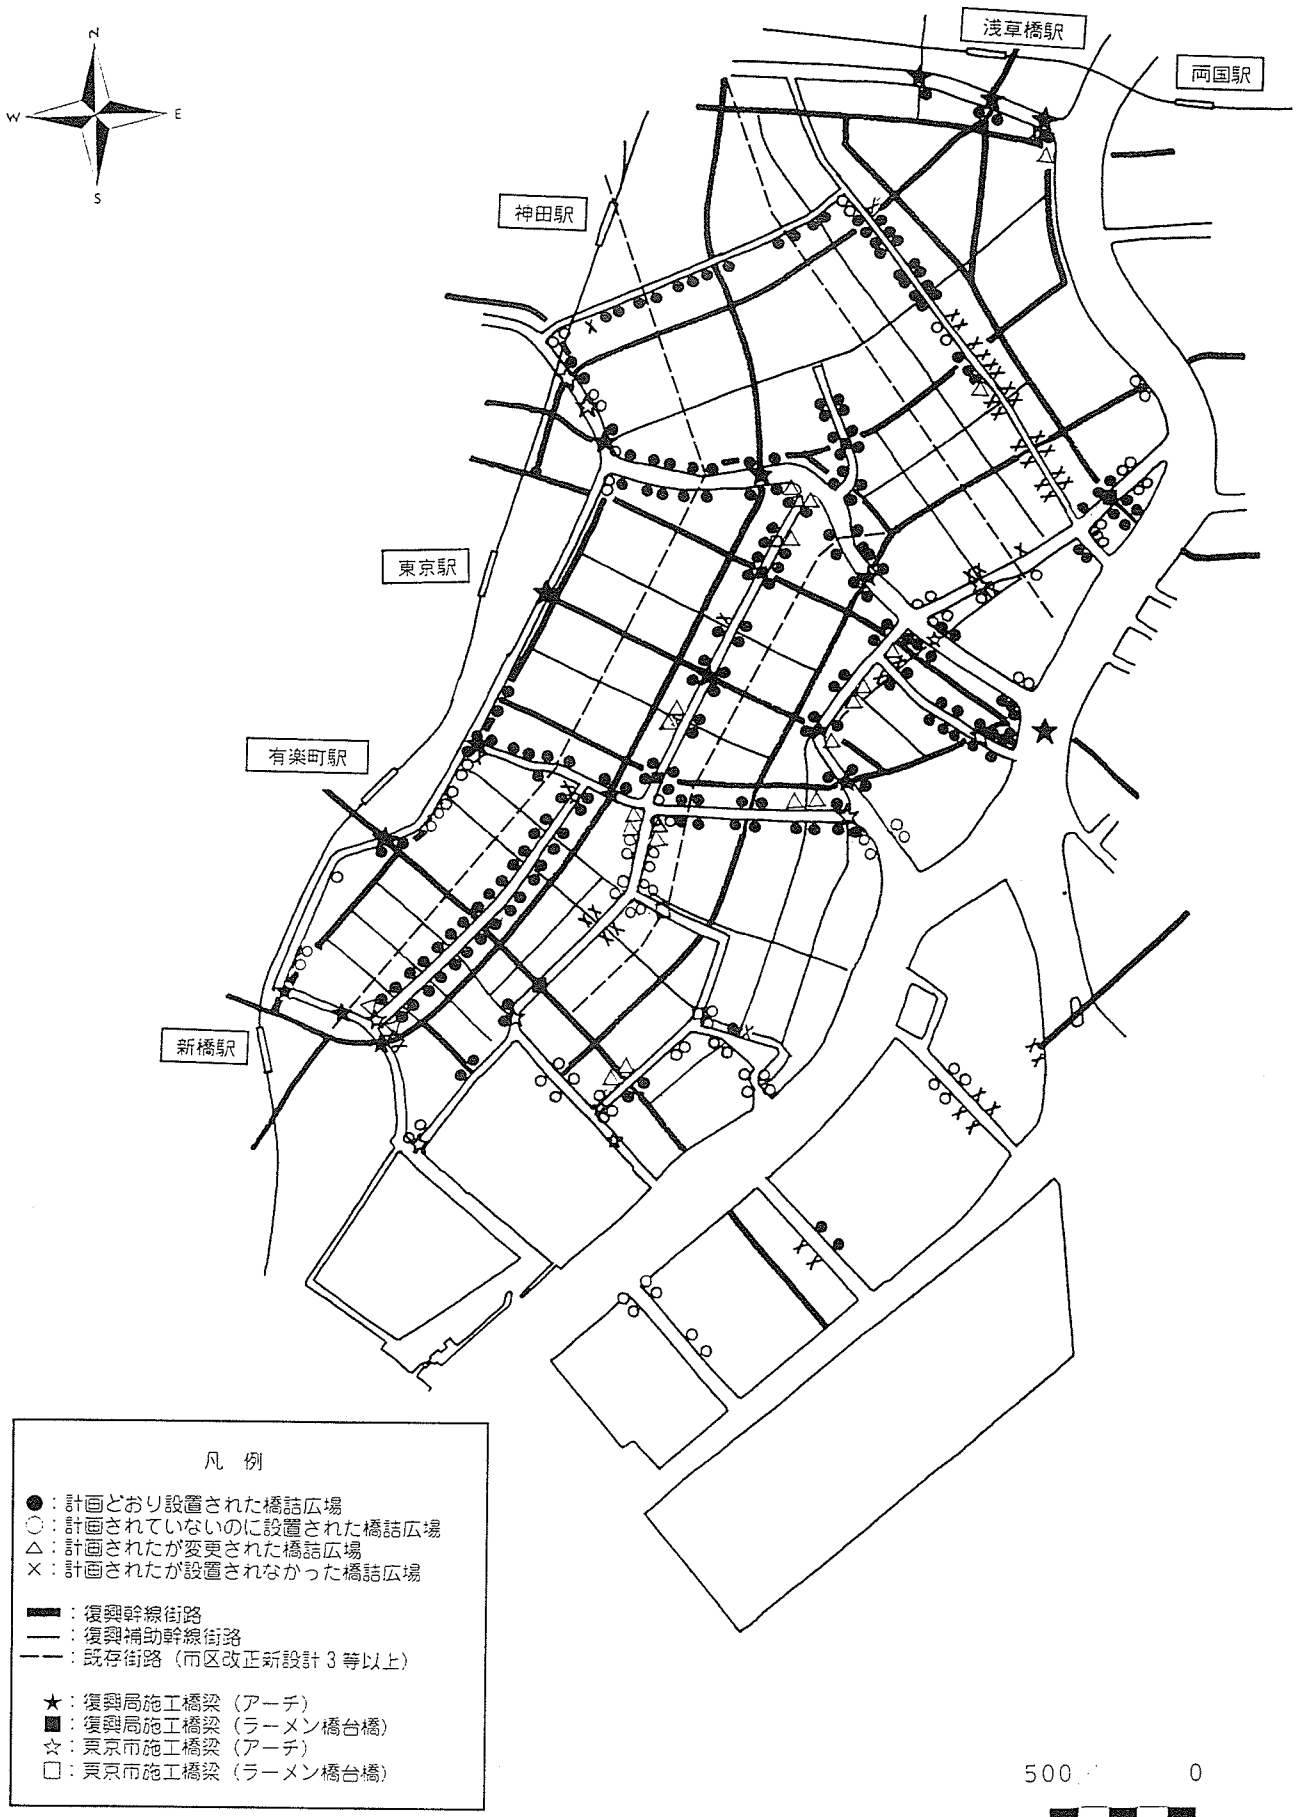 浅草橋駅
両国駅
N
W
E
S
神田駅
東京駅
有楽町駅
新橋駅
凡 例
●：計画どおり設置された橋詰広場
○：計画されていないのに設置された橋詰広場
△：計画されたが変更された橋詰広場
×：計画されたが設置されなかった橋詰広場
：復興幹線街路
：復興補助幹線街路
：既存街路（市区改正新設計３等以上）
★：復興局施工橋梁（アーチ）
■：復興局施工橋梁（ラーメン橋台橋）
☆：東京市施工橋梁（アーチ）
□：東京市施工橋梁（ラーメン橋台橋）
500 0